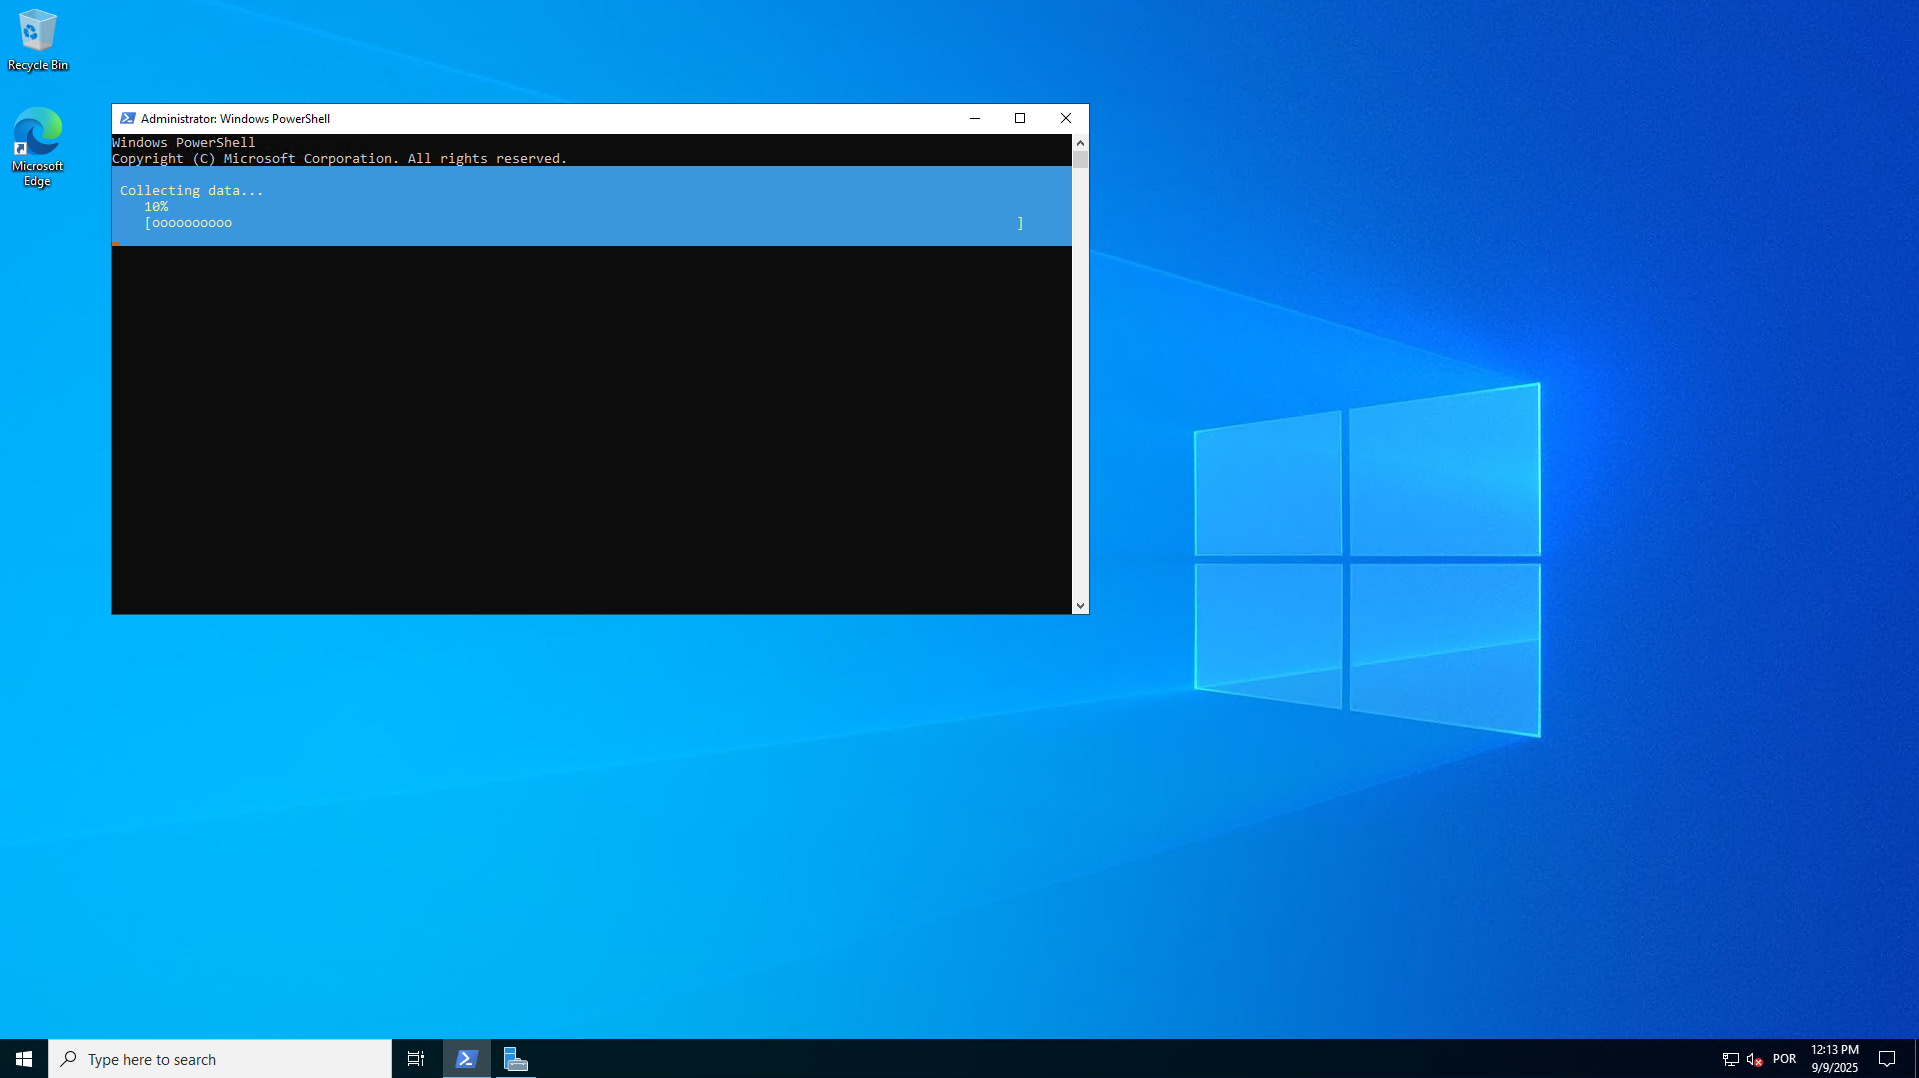 Recycle Bin
Microsoft
Edge
Administrator: Windows PowerShell
Windows PowerShell
Copyright (C) Microsoft Corporation. All rights reserved.
Collecting data...
10%
[oooooooooo ]
Type here to search
POR
12:13 PM
9/9/2025